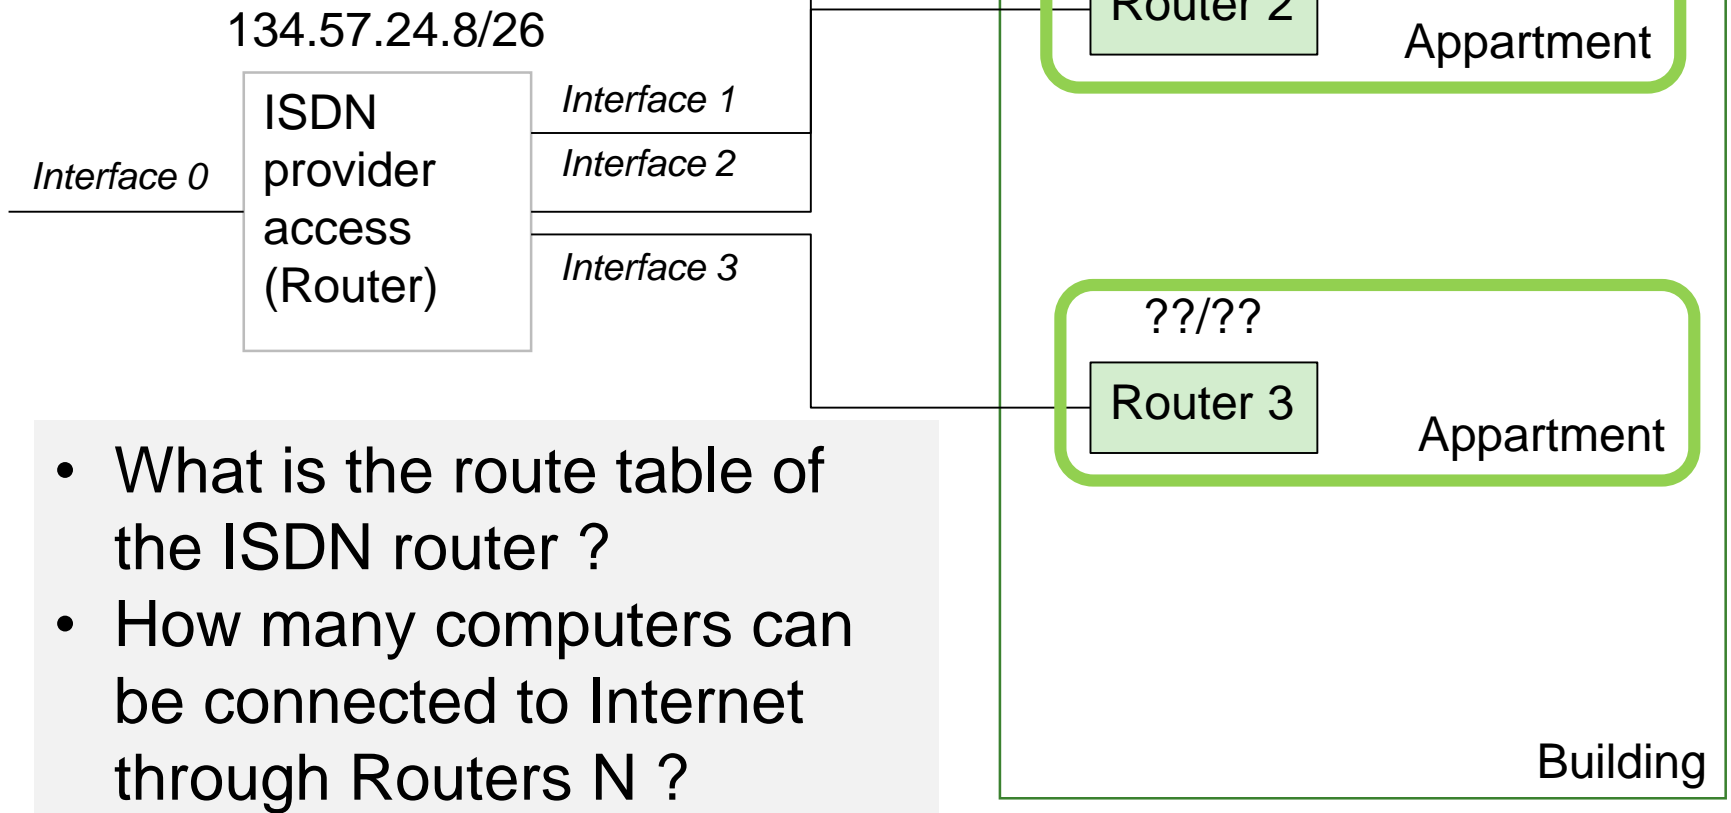 134.57.24.8/26
Interface 0
ISDN
provider
access
(Router)
Interface 1
Interface 2
Interface 3
Router 2
Appartment
??/??
Router 3
Appartment
• What is the route table of
the ISDN router ?
• How many computers can
be connected to Internet
through Routers N ?
Building